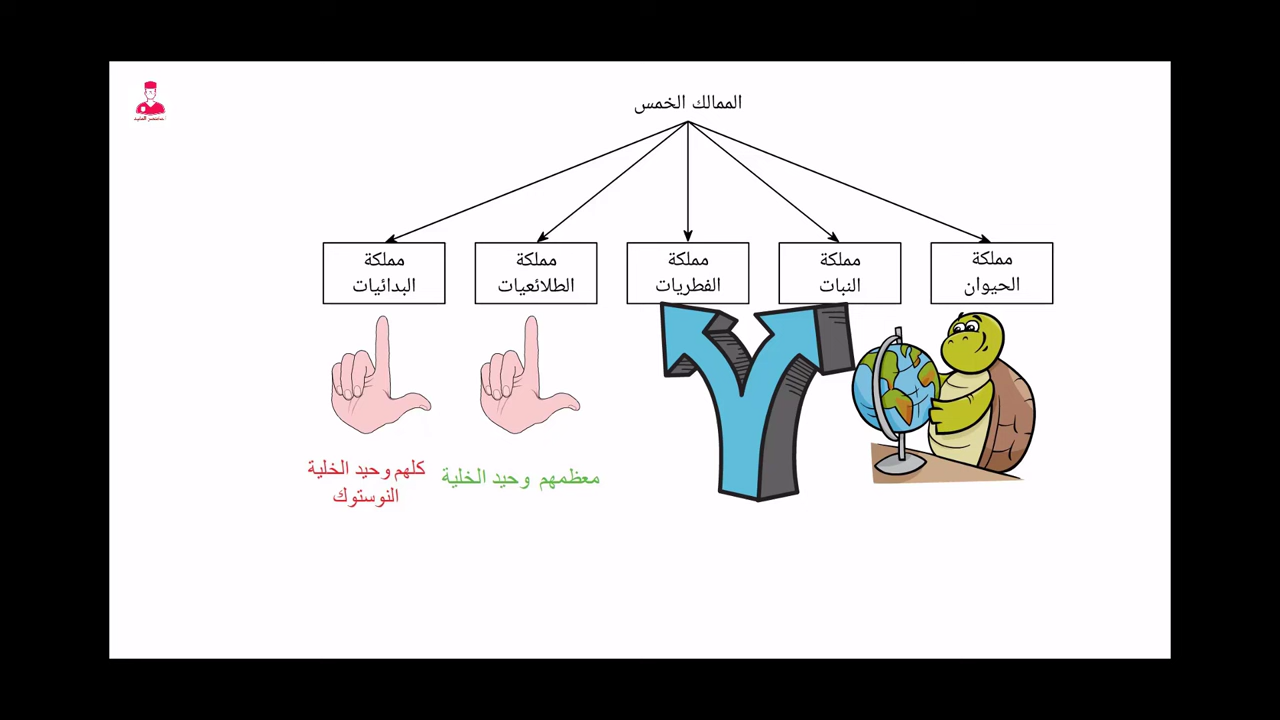 الممالك الخمس
مملكة
الحيوان
مملكة
النبات
مملكة
الفطريات
مملكة
الطلائعيات
مملكة
البدائيات
معظمهم وحيد الخلية
كلهم وحيد الخلية
النوستوك